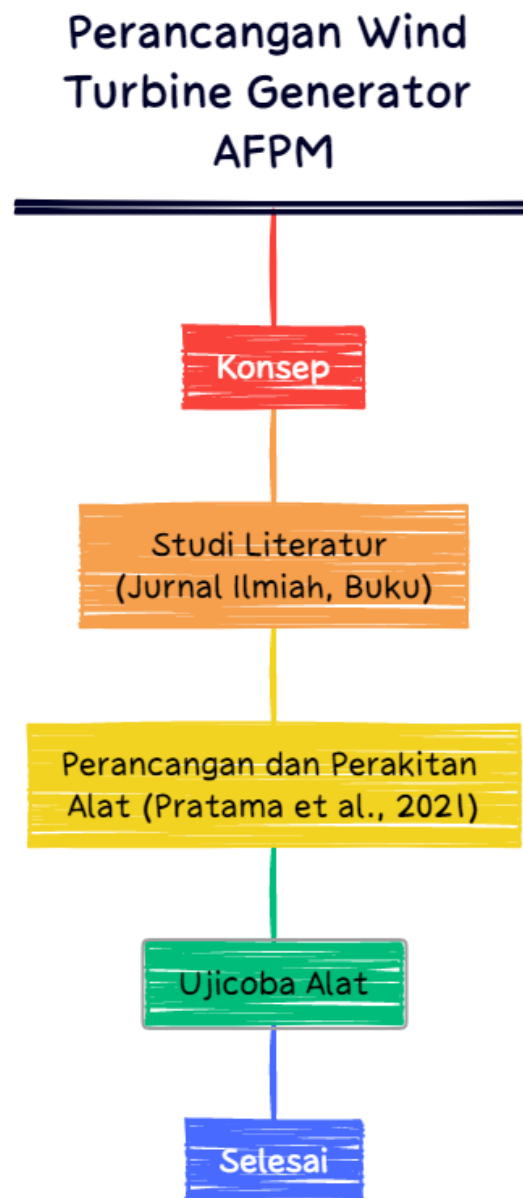 Perancangan Wind
Turbine Generator
AFPM
Konsep
Studi Literatur
(Jurnal Ilmiah, Buku)
Perancangan dan Perakitan
Alat (Pratama et al., 2021)
Ujicoba Alat
Selesai